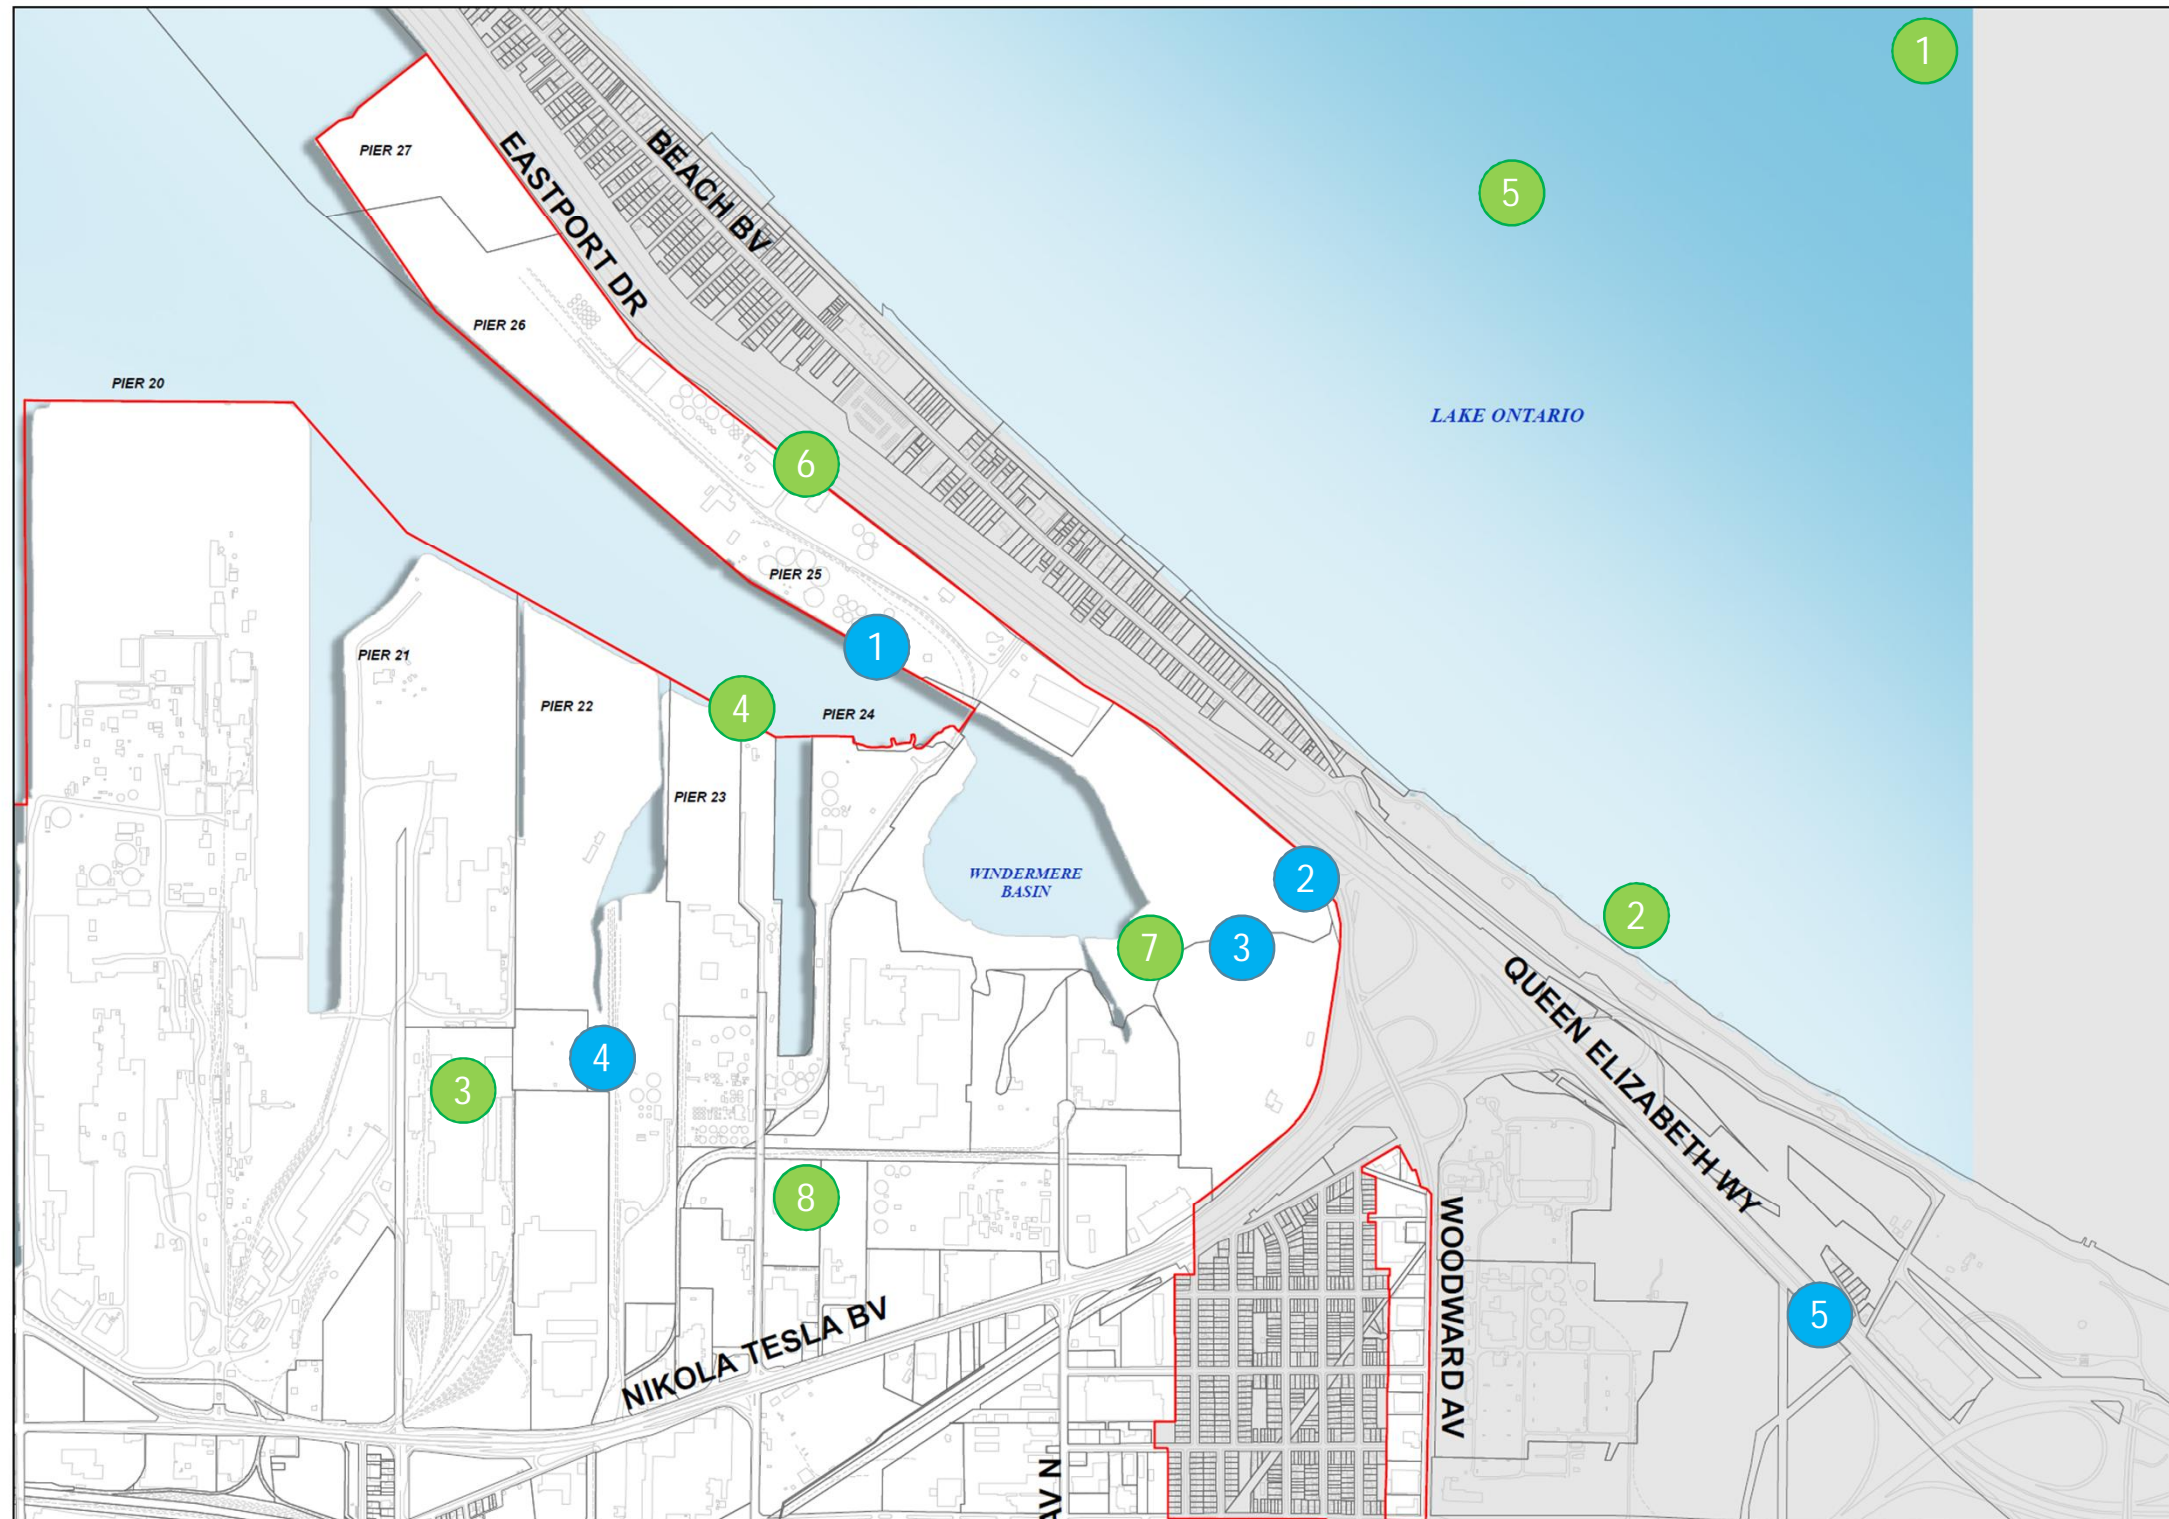 1
5
PIER 27
EASTPORT DR
BEACH BV
PIER 26
PIER 20
LAKE ONTARIO
6
PIER 25
1
PIER 21
PIER 22
4
PIER 24
PIER 23
WINDERMERE
BASIN
2
2
7
3
QUEEN ELIZABETH WY
4
3
8
WOODWARD AV
NIKOLA TESLA BV
5
AV N